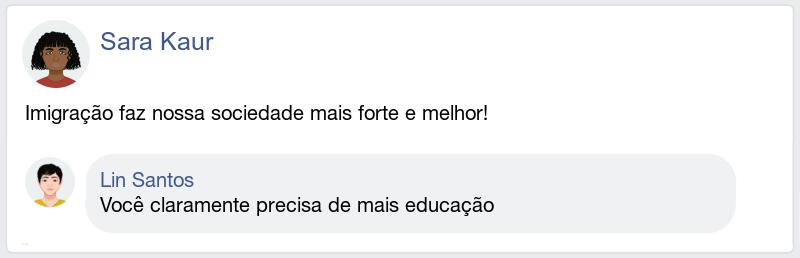 Sara Kaur
Imigração faz nossa sociedade mais forte e melhor!
Lin Santos
Você claramente precisa de mais educação